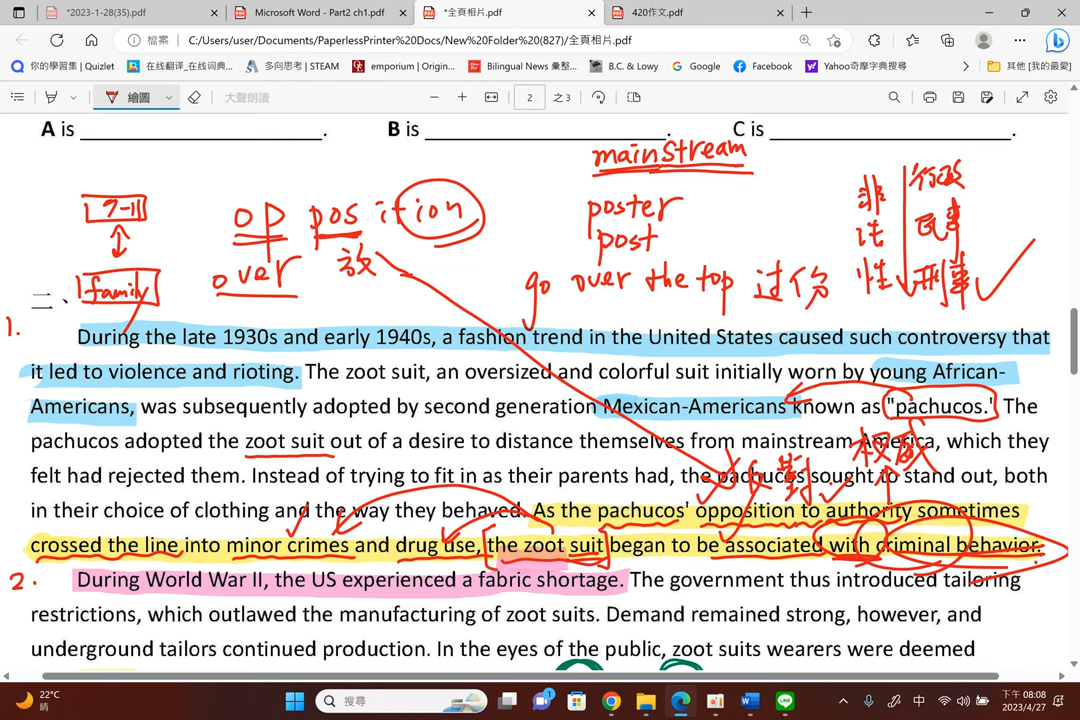 *2023-1-28(35).pdf
Microsoft Word - Part2 ch1.pdf
*全頁相片.pdf
420作文.pdf
檔案
C:/Users/user/Documents/PaperlessPrinter%20Docs/New%20Folder%20(827)/全頁相片.pdf
你的學習集 | Quizlet
在线翻译_在线词典...
多向思考 | STEAM
emporium | Origin...
Bilingual News 彙整...
B.C. & Lowy
Google
Facebook
Yahoo奇摩字典搜尋
其他 [我的最愛]
繪圖
大聲朗讀
2
之3
A is ____________________.
B is ____________________.
C is ____________________.
mainstream
7-11
family
op pos ition
over
放
poster
post
go over the top 过份
非
法
性
行政
民事
刑事
二、
1.
During the late 1930s and early 1940s, a fashion trend in the United States caused such controversy that
it led to violence and rioting. The zoot suit, an oversized and colorful suit initially worn by young African-
Americans, was subsequently adopted by second generation Mexican-Americans known as "pachucos." The
pachucos adopted the zoot suit out of a desire to distance themselves from mainstream America, which they
felt had rejected them. Instead of trying to fit in as their parents had, the pachucos sought to stand out, both
in their choice of clothing and the way they behaved. As the pachucos' opposition to authority sometimes
crossed the line into minor crimes and drug use, the zoot suit began to be associated with criminal behavior.
權威
反對
2.
During World War II, the US experienced a fabric shortage. The government thus introduced tailoring
restrictions, which outlawed the manufacturing of zoot suits. Demand remained strong, however, and
underground tailors continued production. In the eyes of the public, zoot suits wearers were deemed
22°C
晴
搜尋
1
中
下午 08:08
2023/4/27